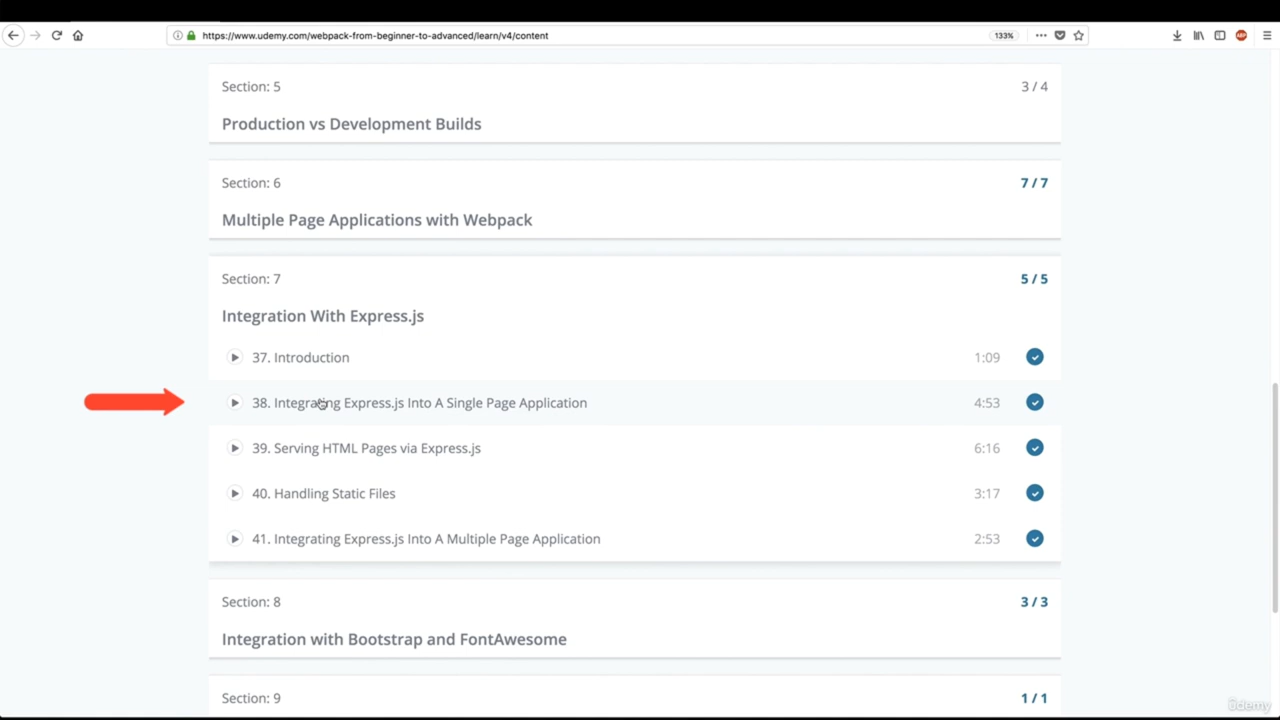 https://www.udemy.com/webpack-from-beginner-to-advanced/learn/v4/content
133%
ABP
Section: 5
3 / 4
Production vs Development Builds
Section: 6
7 / 7
Multiple Page Applications with Webpack
Section: 7
5 / 5
Integration With Express.js
37. Introduction
1:09
38. Integrating Express.js Into A Single Page Application
4:53
39. Serving HTML Pages via Express.js
6:16
40. Handling Static Files
3:17
41. Integrating Express.js Into A Multiple Page Application
2:53
Section: 8
3 / 3
Integration with Bootstrap and FontAwesome
Section: 9
1 / 1
ûdemy